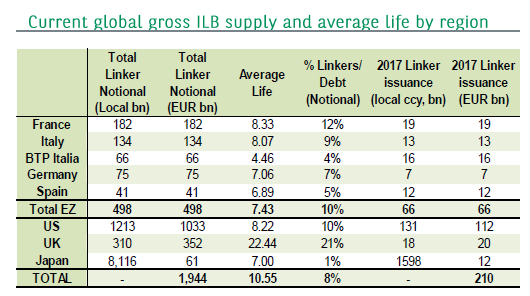 Current global gross ILB supply and average life by region
Total Linker Notional (Local bn) Total Linker Notional (EUR bn) Average Life % Linkers/ Debt (Notional) 2017 Linker issuance (local ccy, bn) 2017 Linker issuance (EUR bn)
France 182 182 8.33 12% 19 19
Italy 134 134 8.07 9% 13 13
BTP Italia 66 66 4.46 4% 16 16
Germany 75 75 7.06 7% 7 7
Spain 41 41 6.89 5% 12 12
Total EZ 498 498 7.43 10% 66 66
US 1213 1033 8.22 10% 131 112
UK 310 352 22.44 21% 18 20
Japan 8,116 61 7.00 1% 1598 12
TOTAL - 1,944 10.55 8% - 210